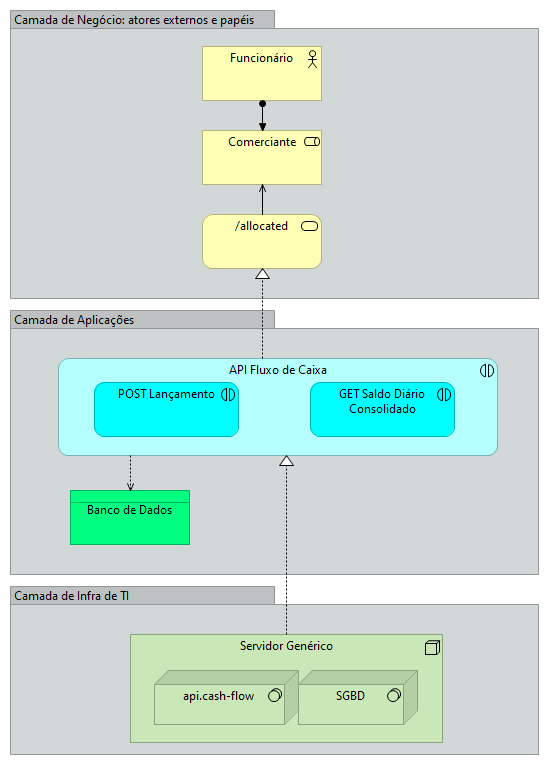 Camada de Negócio: atores externos e papéis
Funcionário
Comerciante
/allocated
Camada de Aplicações
API Fluxo de Caixa
POST Lançamento
GET Saldo Diário
Consolidado
Banco de Dados
Camada de Infra de TI
Servidor Genérico
api.cash-flow
SGBD